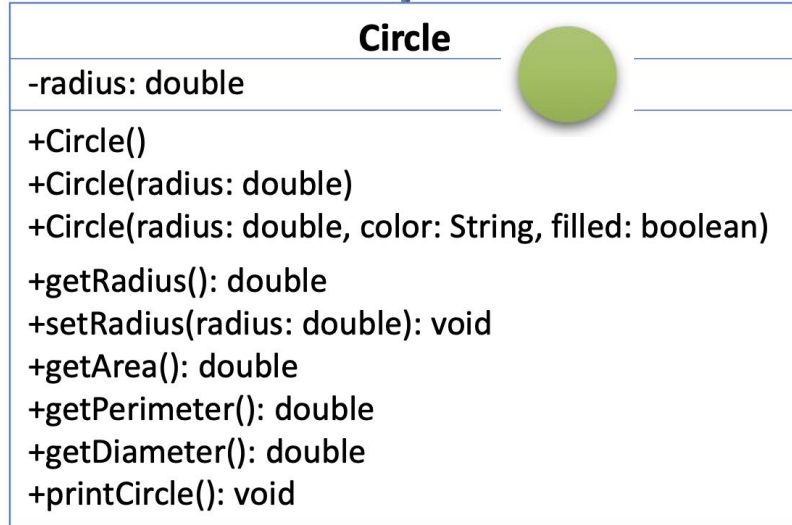 Circle
-radius: double
+Circle()
+Circle(radius: double)
+Circle(radius: double, color: String, filled: boolean)
+getRadius(): double
+setRadius(radius: double): void
+getArea(): double
+getPerimeter(): double
+getDiameter(): double
+printCircle(): void